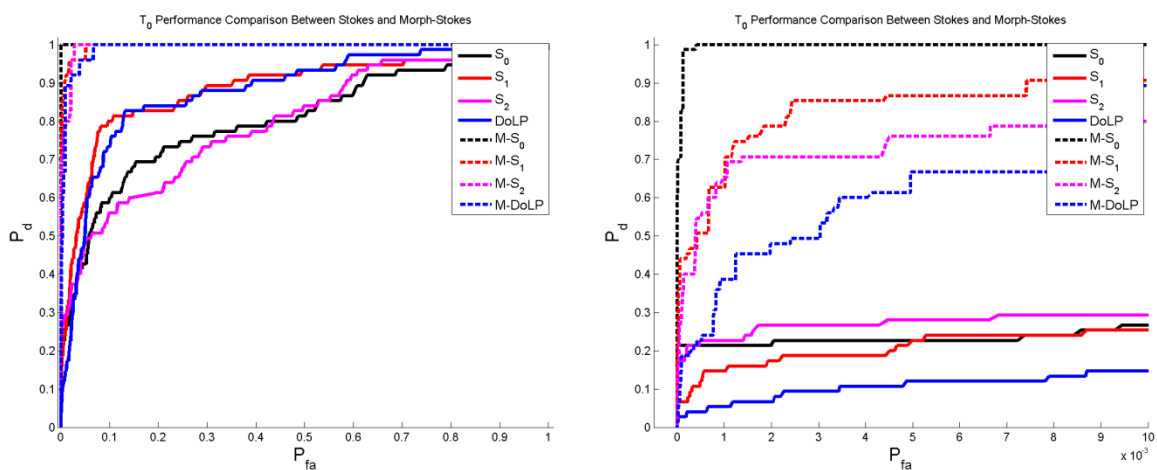 T0 Performance Comparison Between Stokes and Morph-Stokes
1
0.9
0.8
0.7
0.6
0.5
0.4
0.3
0.2
0.1
0
Pd
0 0.1 0.2 0.3 0.4 0.5 0.6 0.7 0.8 0.9 1
Pfa
S0
S1
S2
DoLP
M-S0
M-S1
M-S2
M-DoLP
T0 Performance Comparison Between Stokes and Morph-Stokes
1
0.9
0.8
0.7
0.6
0.5
0.4
0.3
0.2
0.1
0
Pd
0 1 2 3 4 5 6 7 8 9 10
x 10-3
Pfa
S0
S1
S2
DoLP
M-S0
M-S1
M-S2
M-DoLP